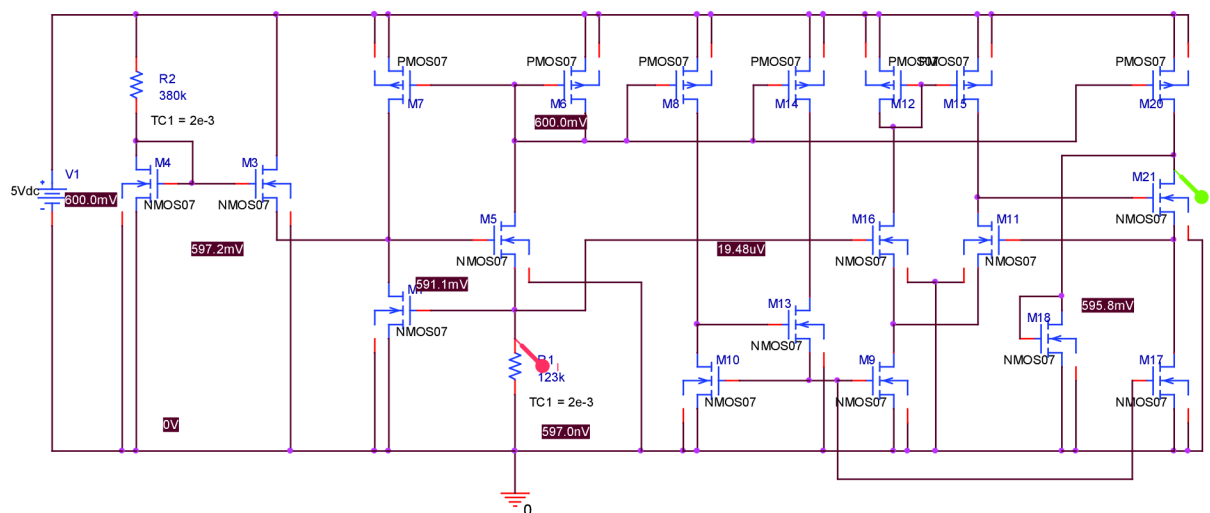 R2
380k
TC1 = 2e-3
PMOS07
M7
PMOS07
M6
600.0mV
PMOS07
M8
PMOS07
M14
M12
M15
PMOS07
M20
V1
5Vdc
600.0mV
M4
NMOS07
M3
NMOS07
597.2mV
M5
NMOS07
591.1mV
NMOS07
19.48uV
M16
NMOS07
M11
NMOS07
M21
NMOS07
M13
NMOS07
M18
NMOS07
595.8mV
123k
TC1 = 2e-3
597.0nV
M10
NMOS07
M9
NMOS07
M17
NMOS07
0V
0